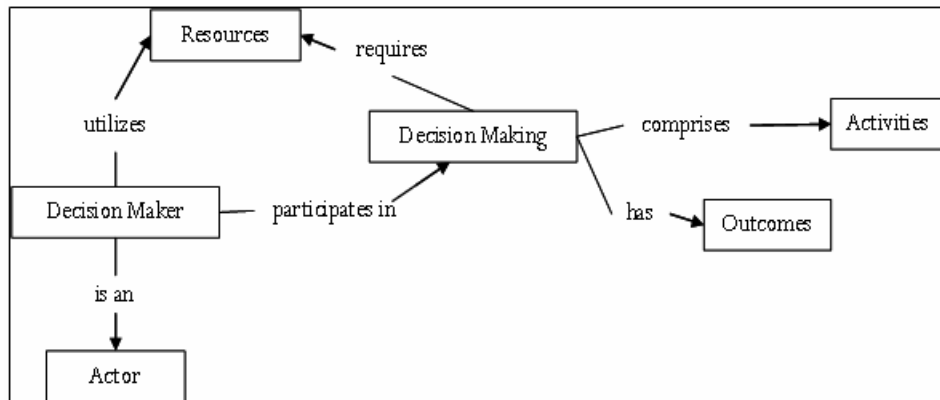 Resources
requires
utilizes
Decision Making
comprises
Activities
Decision Maker
participates in
has
Outcomes
is an
Actor